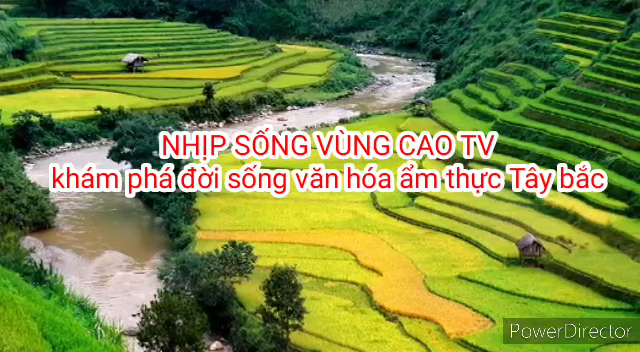 NHỊP SỐNG VÙNG CAO TV
khám phá đời sống văn hóa ẩm thực Tây bắc
PowerDirector